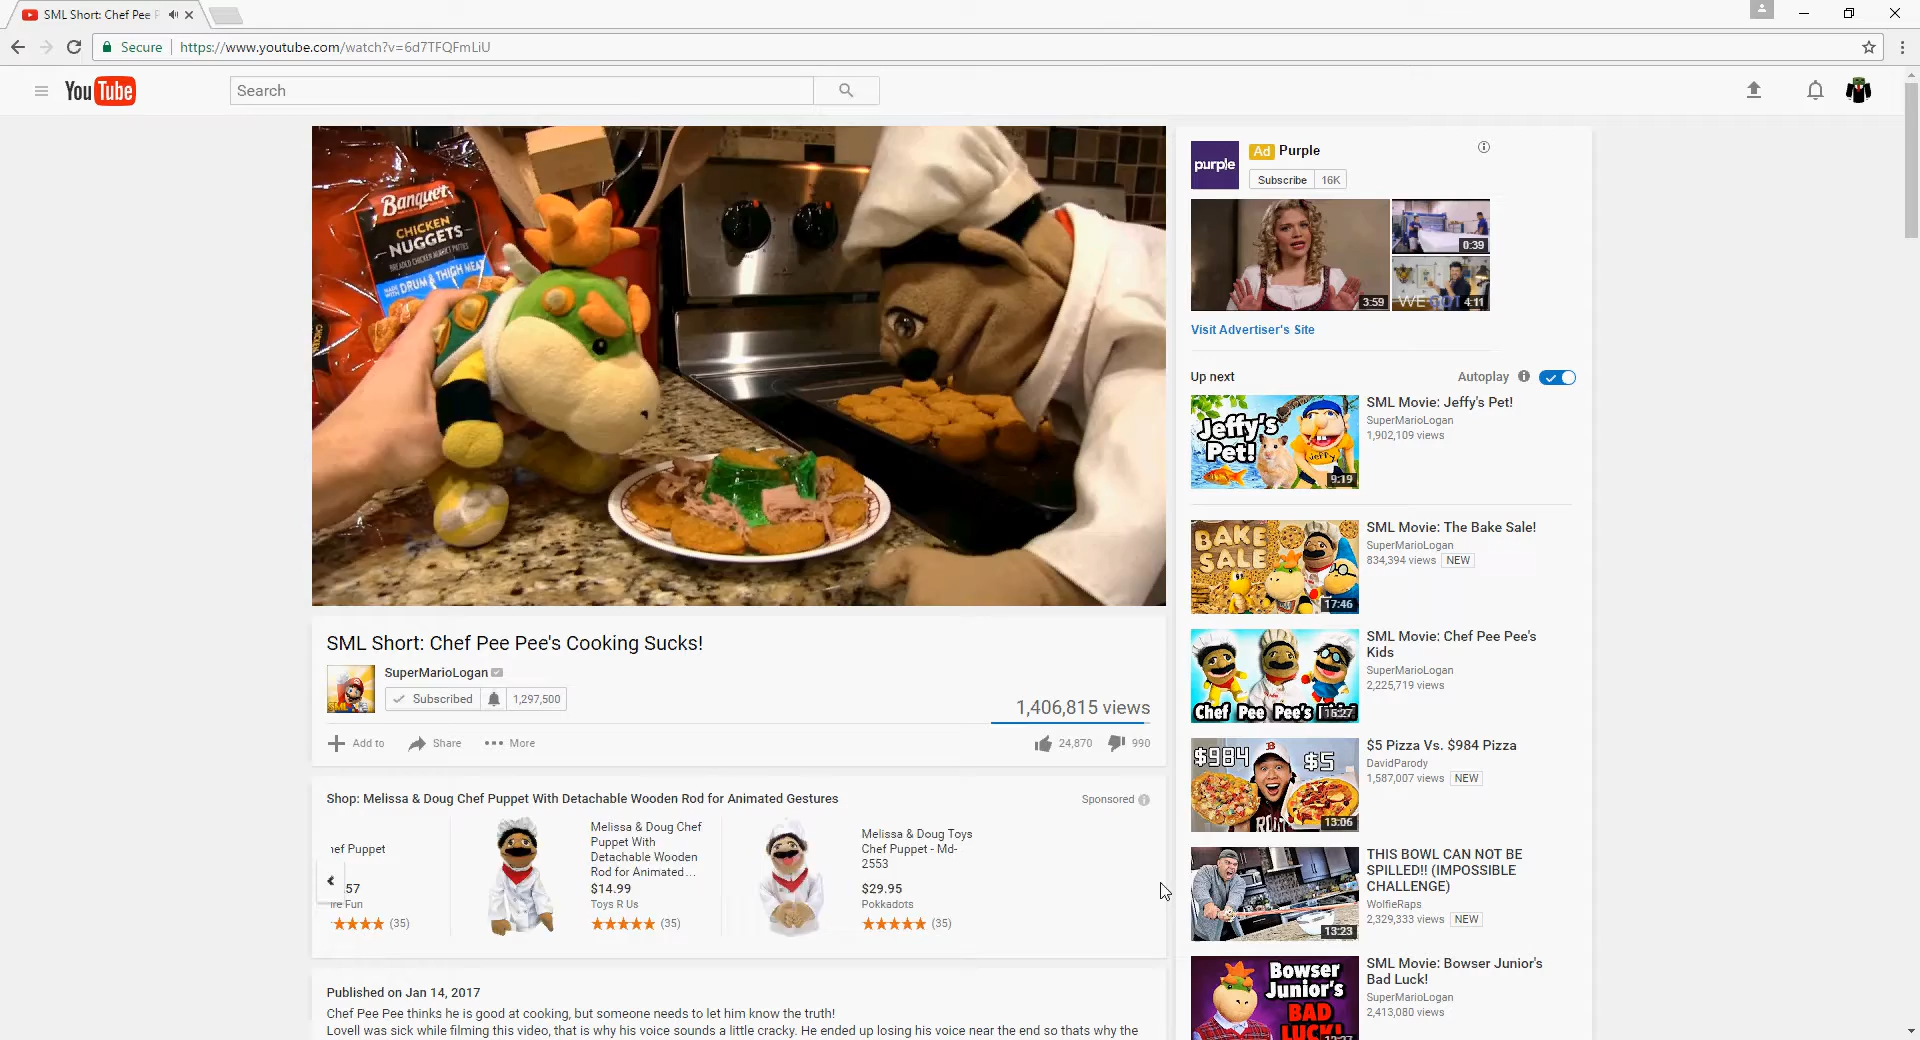 SML Short: Chef Pee P
Secure
https://www.youtube.com/watch?v=6d7TFQFmLiU
YouTube
Search
Banquet
CHICKEN
NUGGETS
MADE WITH DRUM & THIGH MEAT
SML Short: Chef Pee Pee's Cooking Sucks!
SuperMarioLogan
Subscribed
1,297,500
1,406,815 views
Add to
Share
More
24,870
990
Shop: Melissa & Doug Chef Puppet With Detachable Wooden Rod for Animated Gestures
Sponsored
hef Puppet
57
re Fun
(35)
Melissa & Doug Chef
Puppet With
Detachable Wooden
Rod for Animated...
$14.99
Toys R Us
(35)
Melissa & Doug Toys
Chef Puppet - Md-
2553
$29.95
Pokkadots
(35)
Published on Jan 14, 2017
Chef Pee Pee thinks he is good at cooking, but someone needs to let him know the truth!
Lovell was sick while filming this video, that is why his voice sounds a little cracky. He ended up losing his voice near the end so thats why the
purple
Ad Purple
Subscribe 16K
3:59
0:39
4:11
Visit Advertiser's Site
Up next
Autoplay
Jeffy's
Pet!
Jeffy
9:19
SML Movie: Jeffy's Pet!
SuperMarioLogan
1,902,109 views
BAKE
SALE
17:46
SML Movie: The Bake Sale!
SuperMarioLogan
834,394 views NEW
Chef Pee Pee's
15:27
SML Movie: Chef Pee Pee's
Kids
SuperMarioLogan
2,225,719 views
$984
$5
13:06
$5 Pizza Vs. $984 Pizza
DavidParody
1,587,007 views NEW
13:23
THIS BOWL CAN NOT BE
SPILLED!! (IMPOSSIBLE
CHALLENGE)
WolfieRaps
2,329,333 views NEW
Bowser
Junior's
BAD
LUCK!
SML Movie: Bowser Junior's
Bad Luck!
SuperMarioLogan
2,413,080 views